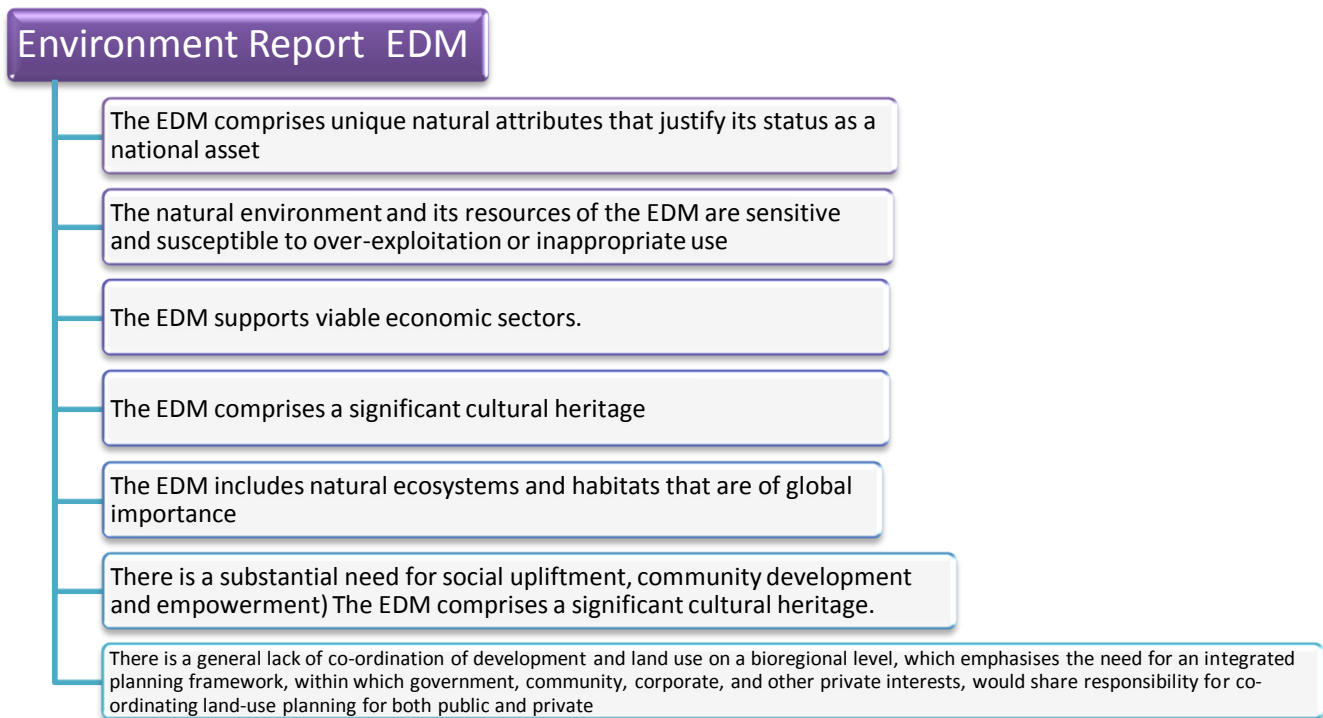 Environment Report EDM
The EDM comprises unique natural attributes that justify its status as a
national asset
The natural environment and its resources of the EDM are sensitive
and susceptible to over-exploitation or inappropriate use
The EDM supports viable economic sectors.
The EDM comprises a significant cultural heritage
The EDM includes natural ecosystems and habitats that are of global
importance
There is a substantial need for social upliftment, community development
and empowerment) The EDM comprises a significant cultural heritage.
There is a general lack of co-ordination of development and land use on a bioregional level, which emphasises the need for an integrated
planning framework, within which government, community, corporate, and other private interests, would share responsibility for co-
ordinating land-use planning for both public and private